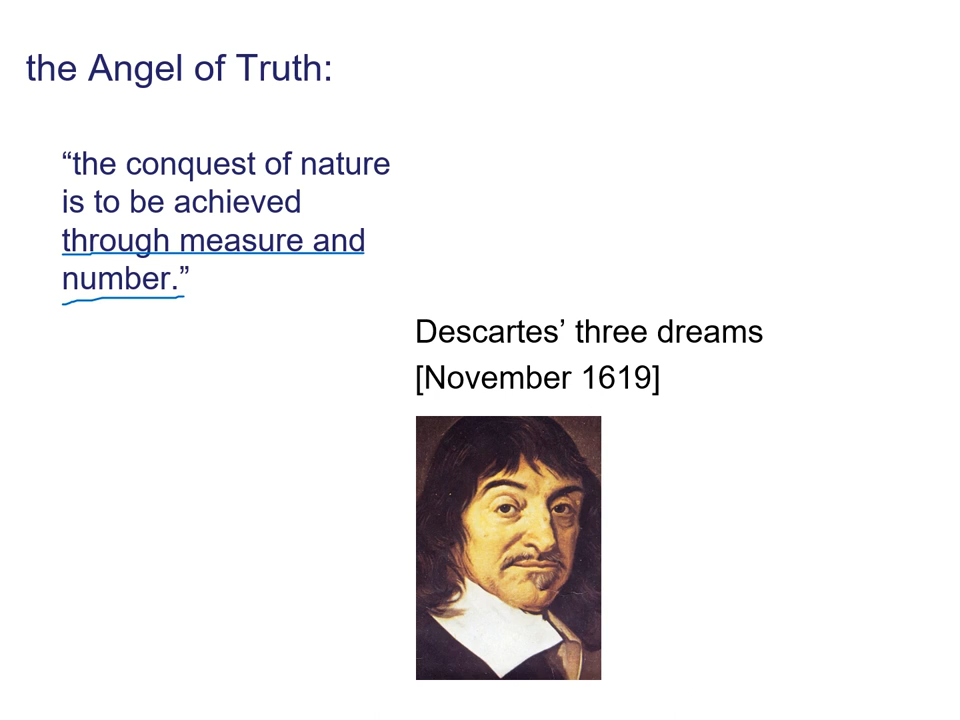 the Angel of Truth:
“the conquest of nature
is to be achieved
through measure and
number.”
Descartes’ three dreams
[November 1619]